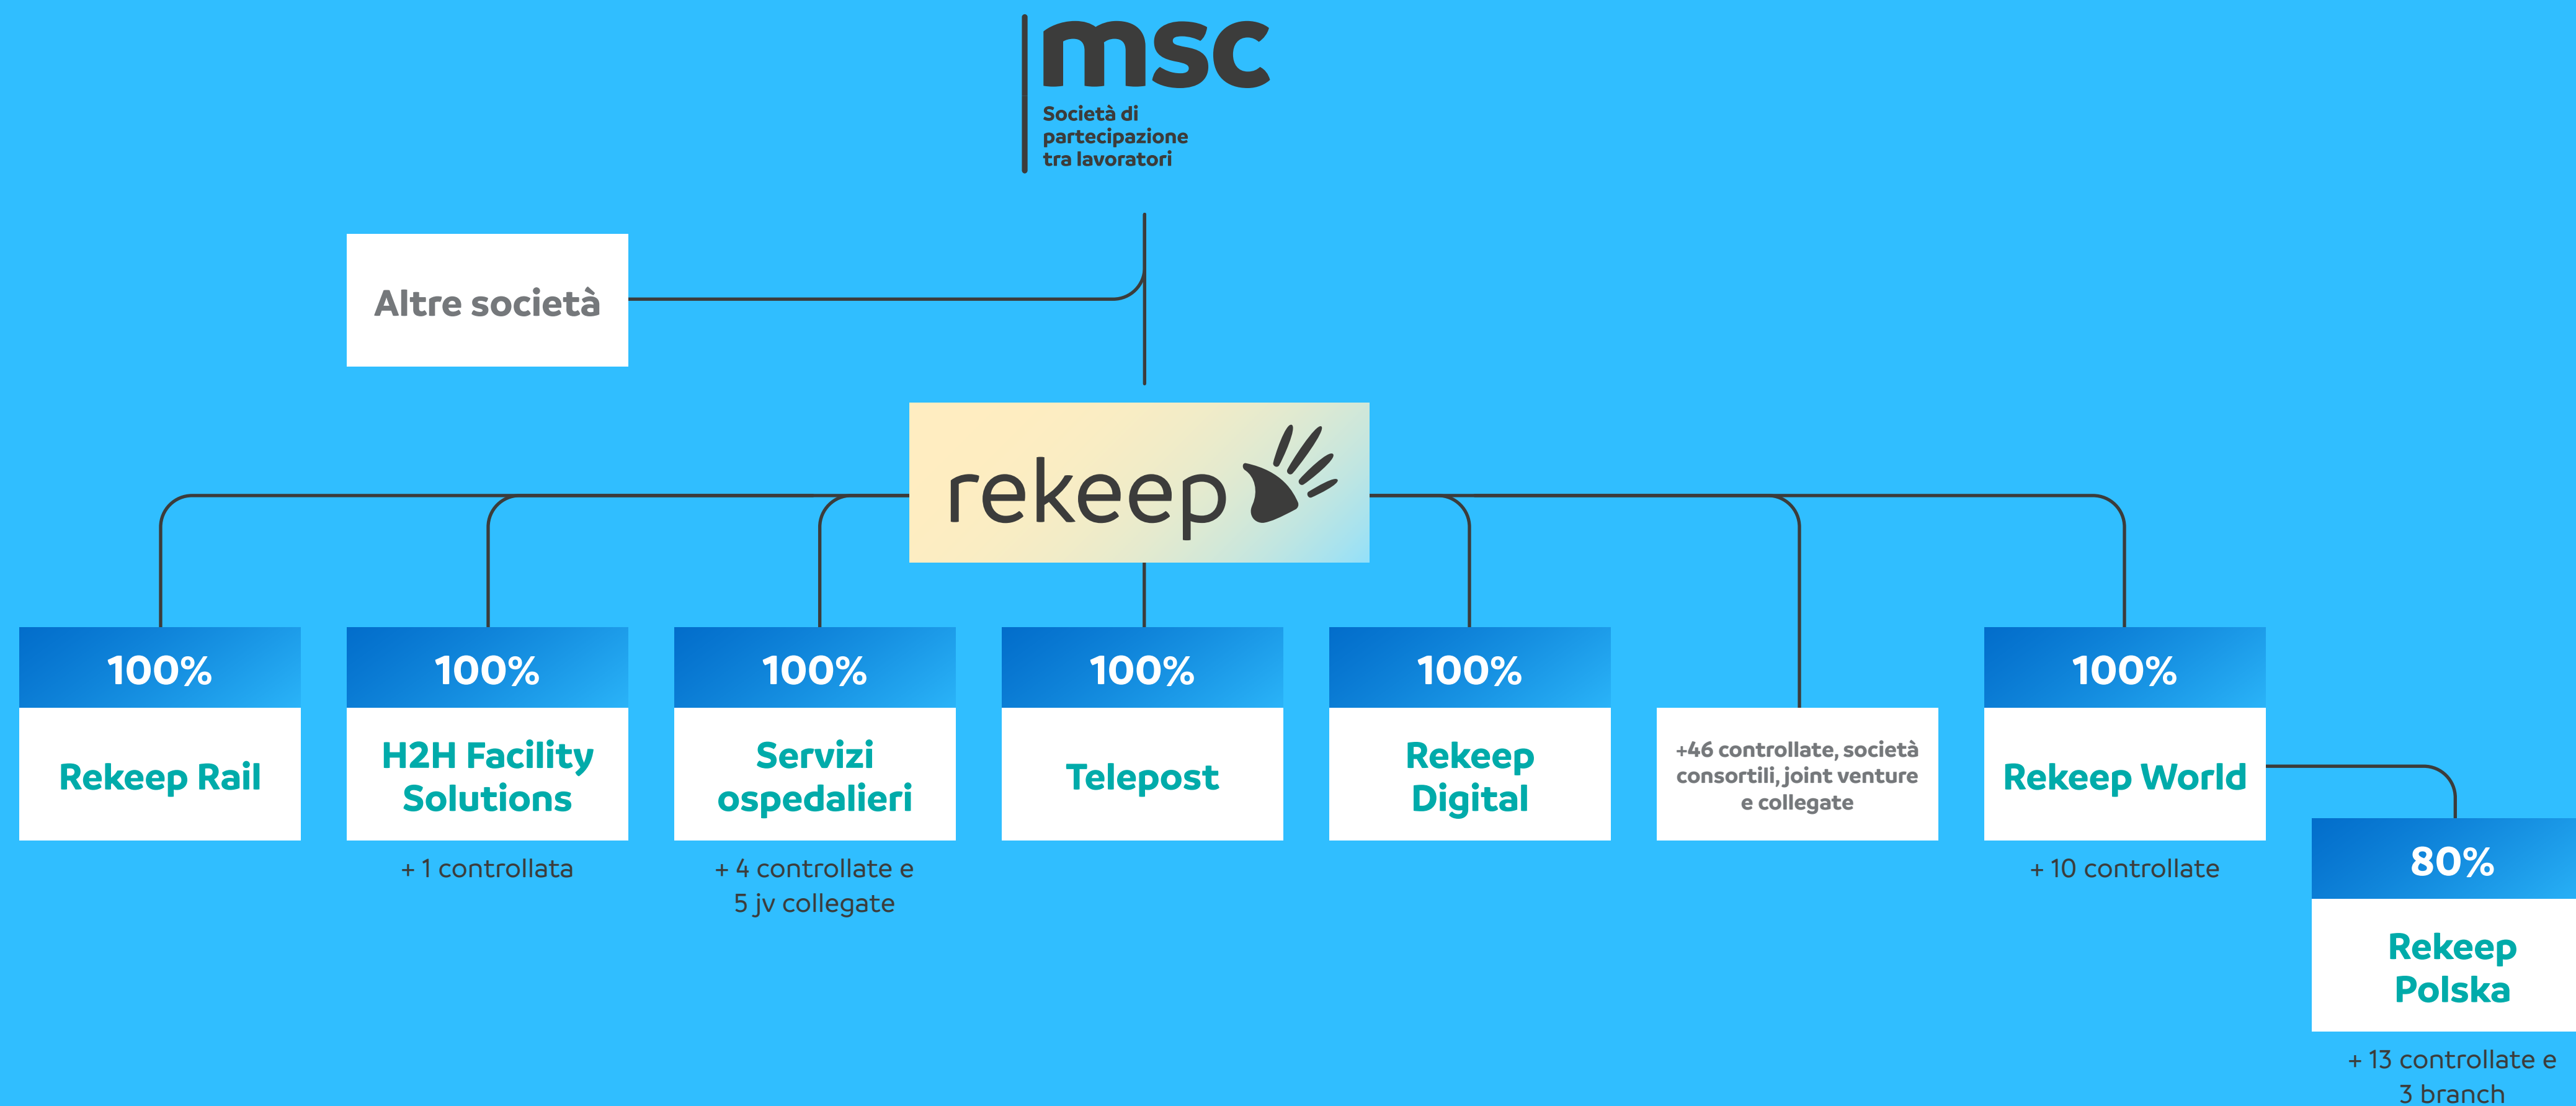 msc
Società di
partecipazione
tra lavoratori
Altre società
rekeep
100%
Rekeep Rail
100%
H2H Facility
Solutions
+ 1 controllata
100%
Servizi
ospedalieri
+ 4 controllate e
5 jv collegate
100%
Telepost
100%
Rekeep
Digital
+46 controllate, società
consortili, joint venture
e collegate
100%
Rekeep World
+ 10 controllate
80%
Rekeep
Polska
+ 13 controllate e
3 branch